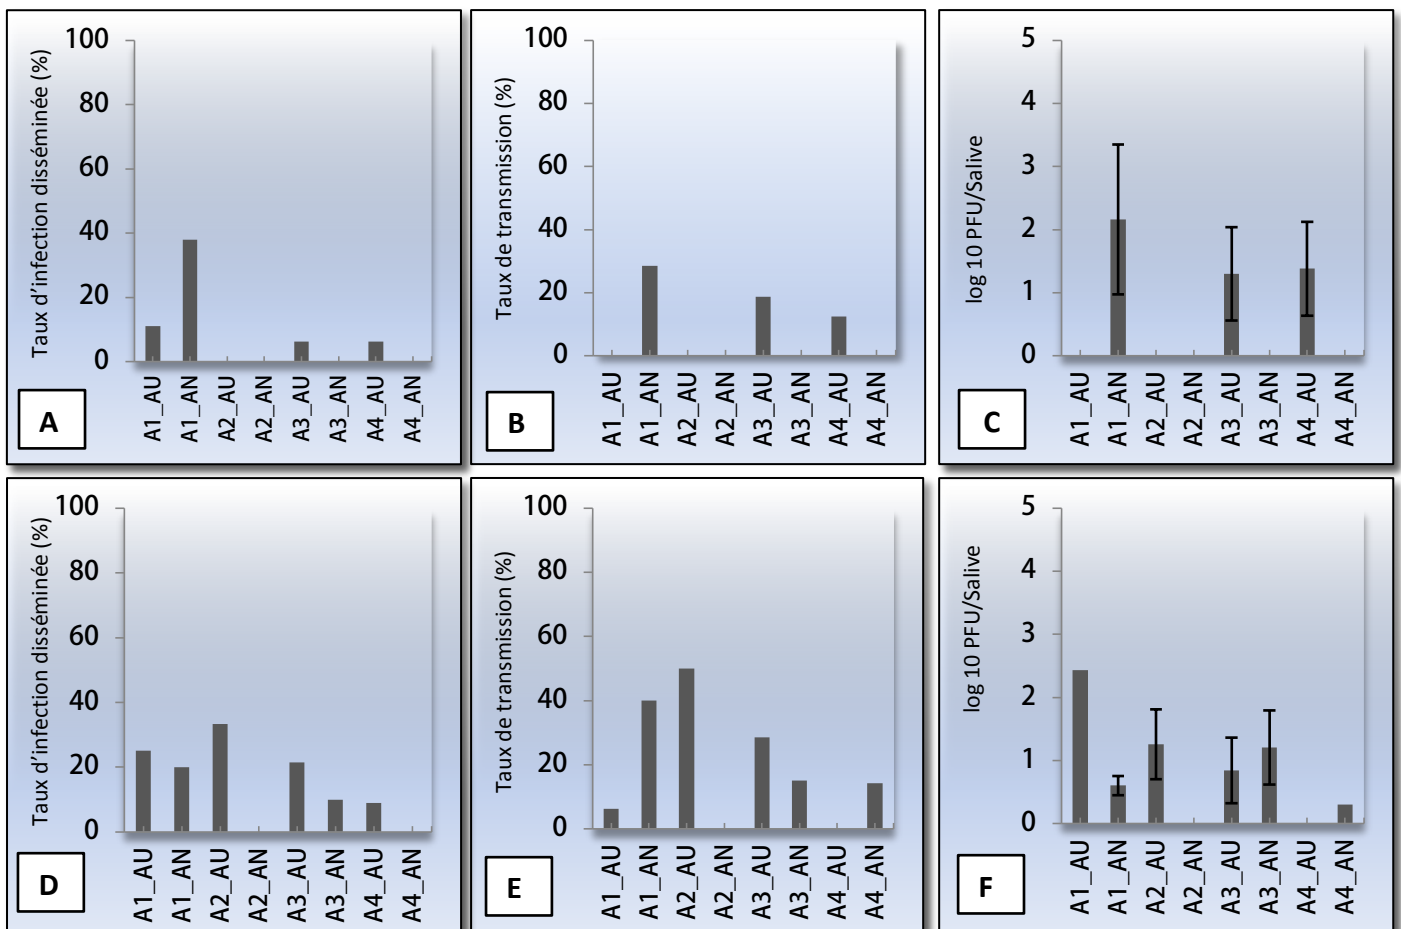 Taux d'infection disséminée (%)
100
80
60
40
20
0
A1_AU
A1_AN
A2_AU
A2_AN
A3_AU
A3_AN
A4_AU
A4_AN
A
Taux de transmission (%)
100
80
60
40
20
0
A1_AU
A1_AN
A2_AU
A2_AN
A3_AU
A3_AN
A4_AU
A4_AN
B
log 10 PFU/Salive
5
4
3
2
1
0
A1_AU
A1_AN
A2_AU
A2_AN
A3_AU
A3_AN
A4_AU
A4_AN
C
Taux d'infection disséminée (%)
100
80
60
40
20
0
A1_AU
A1_AN
A2_AU
A2_AN
A3_AU
A3_AN
A4_AU
A4_AN
D
Taux de transmission (%)
100
80
60
40
20
0
A1_AU
A1_AN
A2_AU
A2_AN
A3_AU
A3_AN
A4_AU
A4_AN
E
log 10 PFU/Salive
5
4
3
2
1
0
A1_AU
A1_AN
A2_AU
A2_AN
A3_AU
A3_AN
A4_AU
A4_AN
F